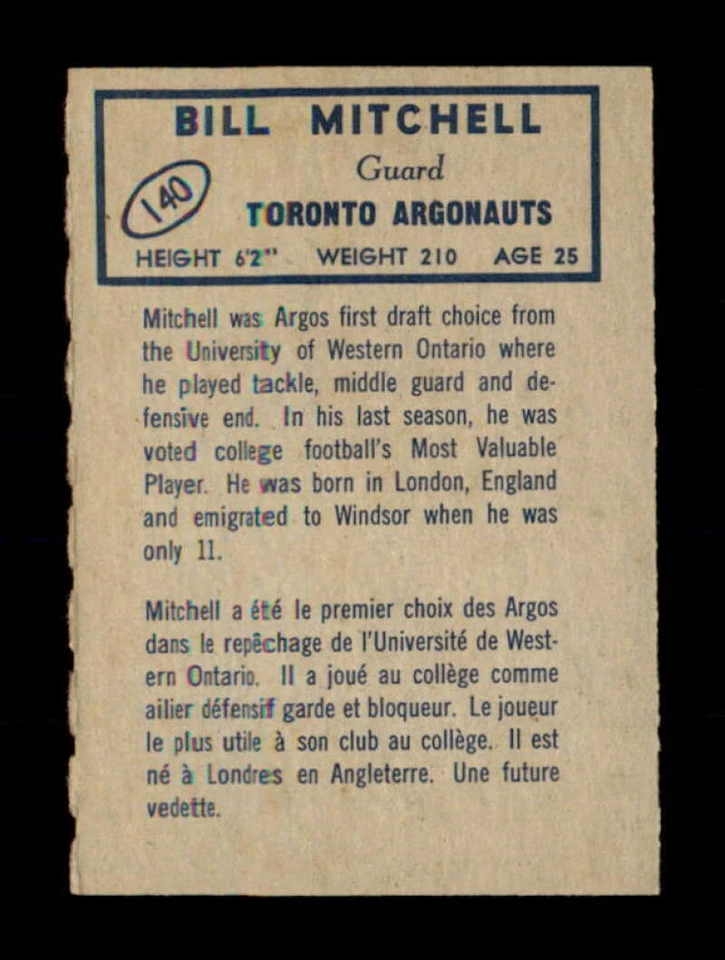 BILL MITCHELL
Guard
140
TORONTO ARGONAUTS
HEIGHT 6'2" WEIGHT 210 AGE 25
Mitchell was Argos first draft choice from
the University of Western Ontario where
he played tackle, middle guard and de-
fensive end. In his last season, he was
voted college football's Most Valuable
Player. He was born in London, England
and emigrated to Windsor when he was
only 11.
Mitchell a été le premier choix des Argos
dans le repêchage de l'Université de West-
ern Ontario. Il a joué au collège comme
ailier défensif garde et bloqueur. Le joueur
le plus utile à son club au collège. Il est
né à Londres en Angleterre. Une future
vedette.